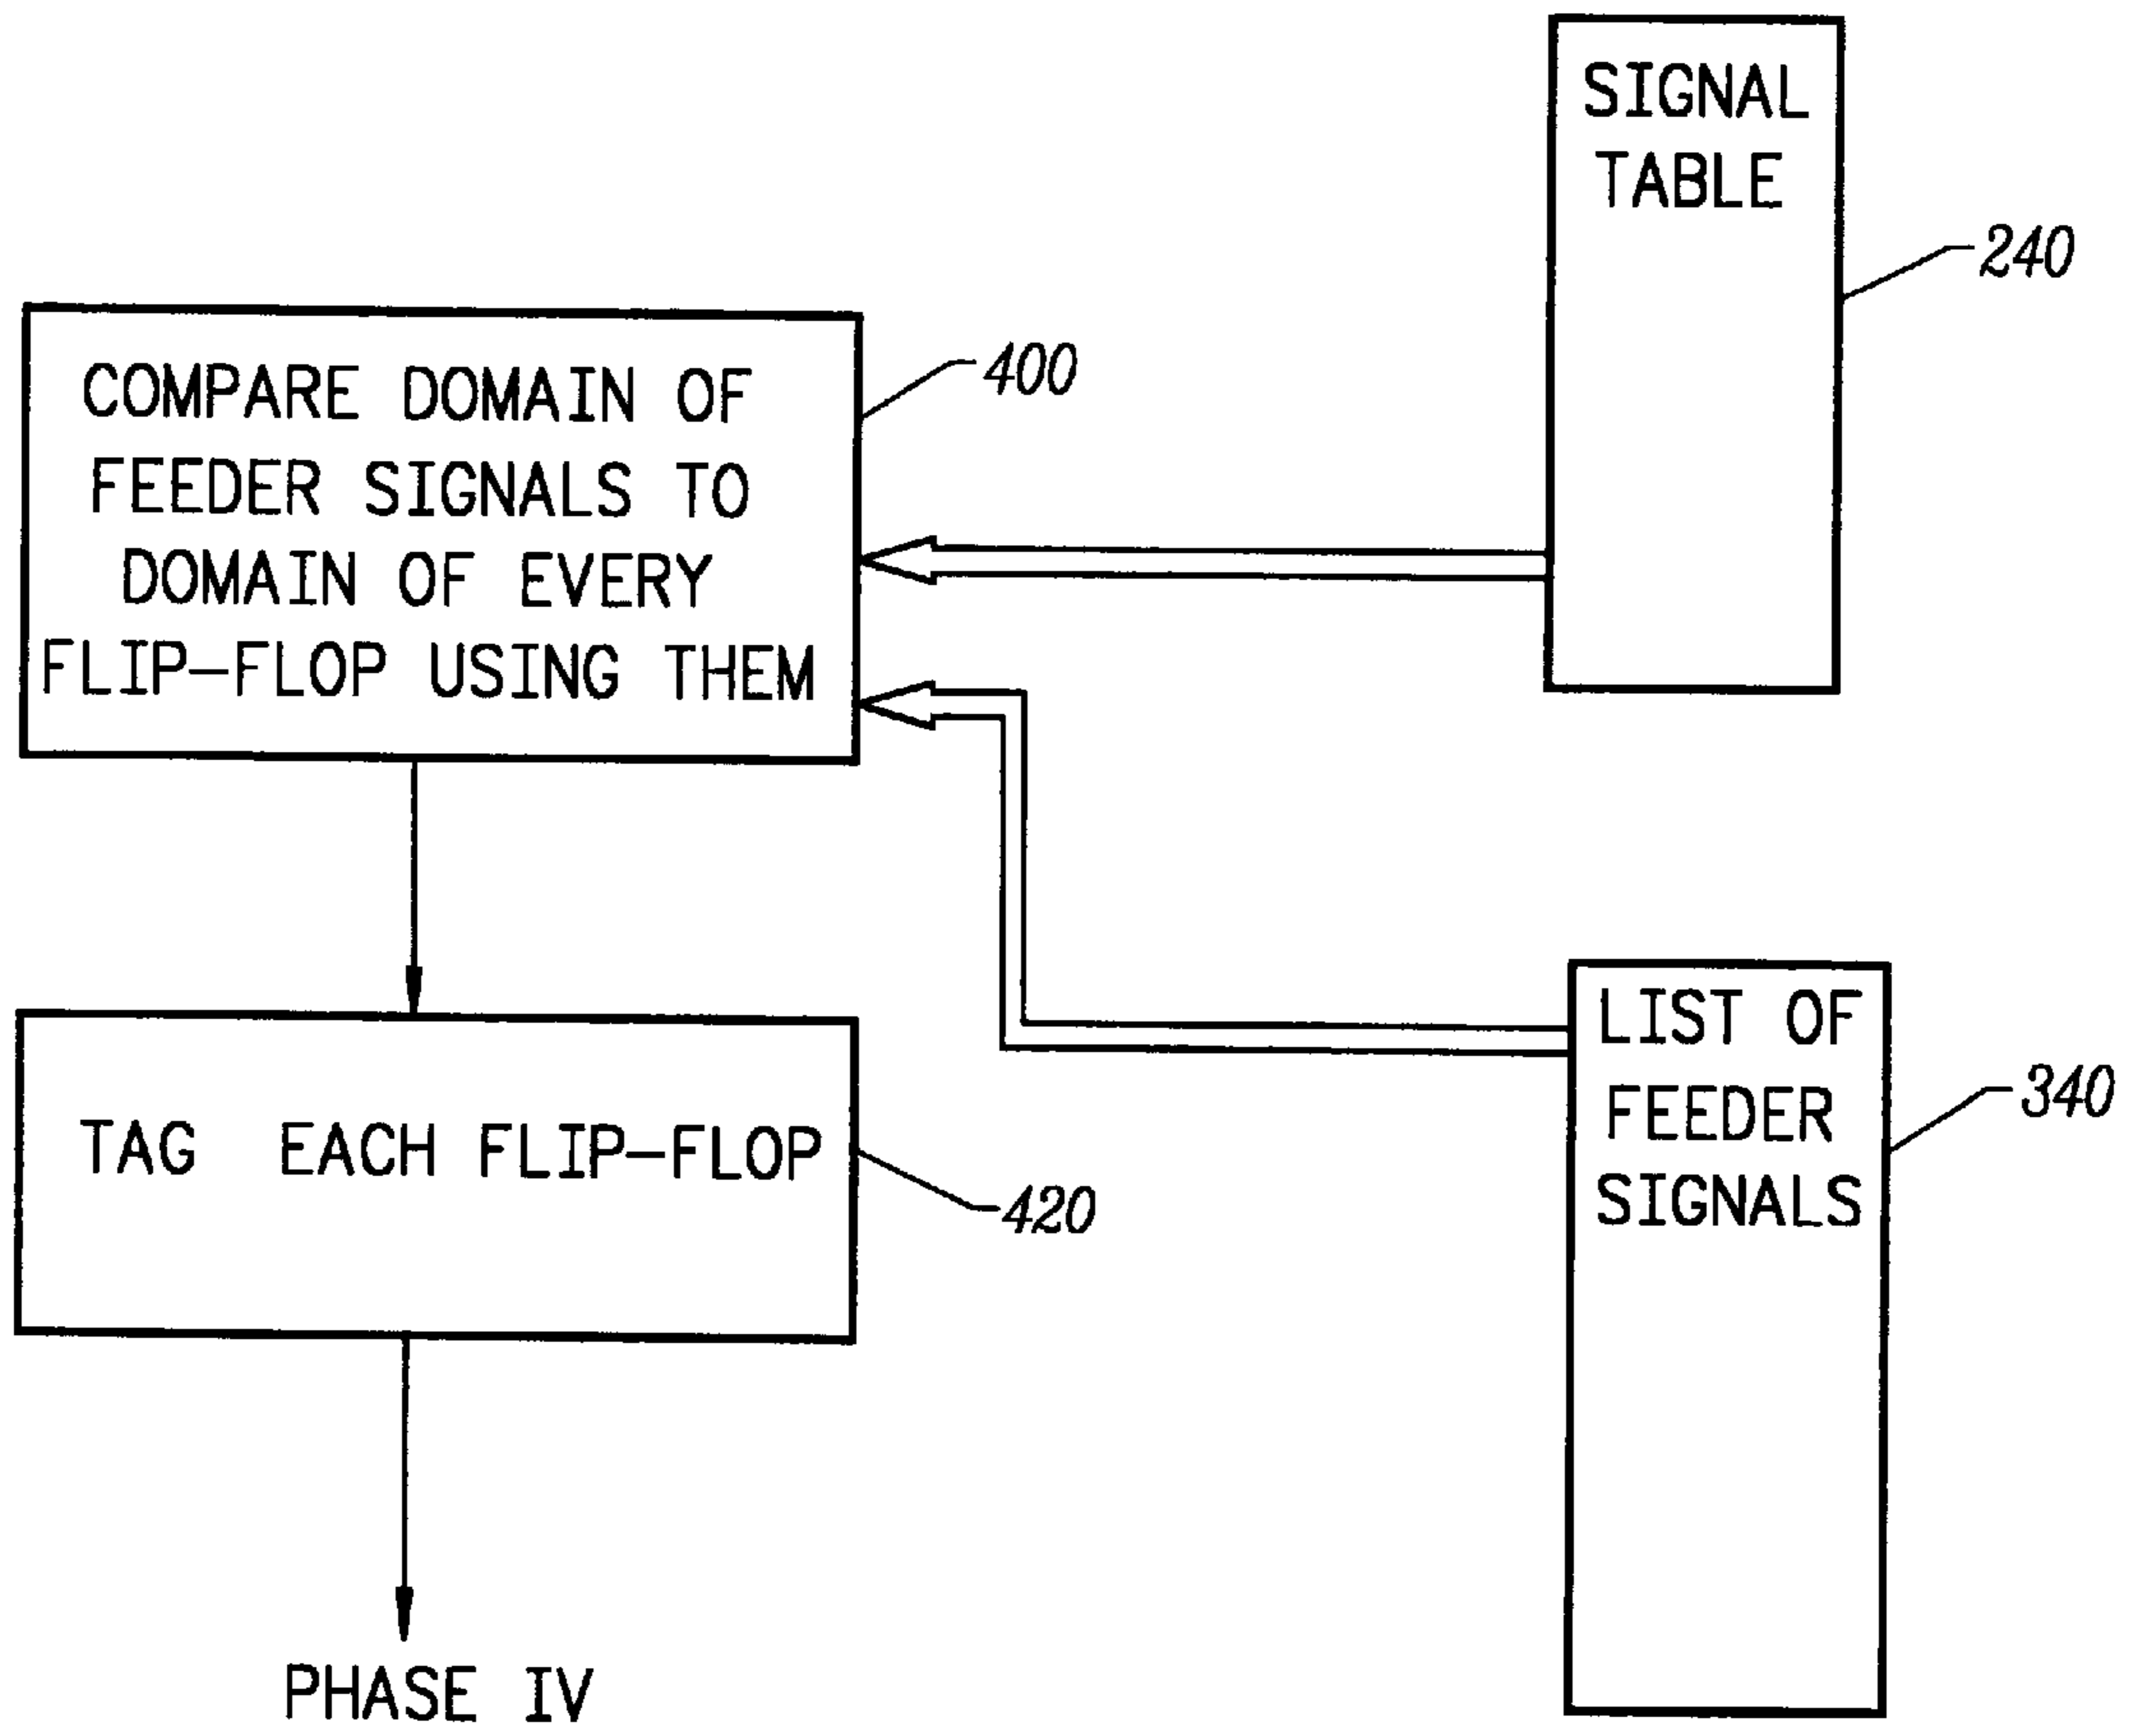 SIGNAL
TABLE
240
COMPARE DOMAIN OF
FEEDER SIGNALS TO
DOMAIN OF EVERY
FLIP-FLOP USING THEM
400
LIST OF
FEEDER
SIGNALS
340
TAG EACH FLIP-FLOP
420
PHASE IV